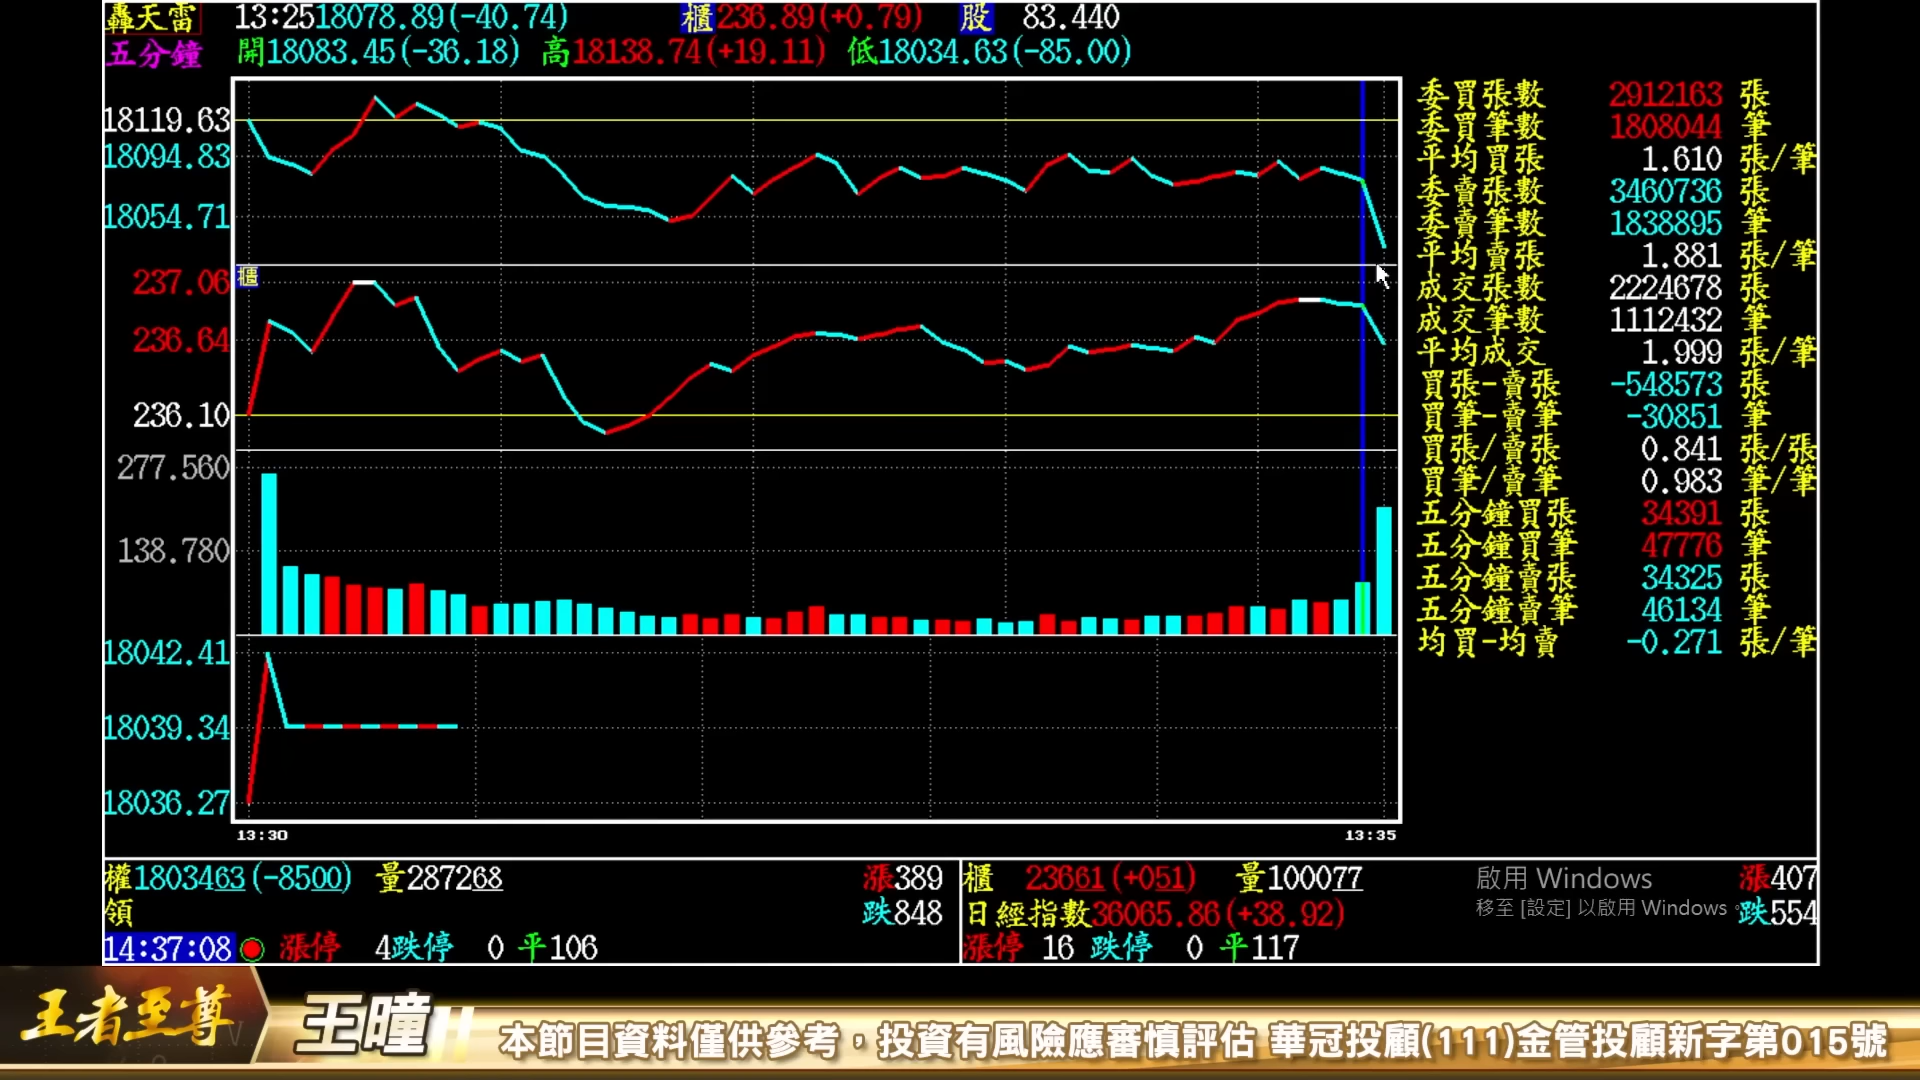 轟天雷 13:25 18078.89(-40.74) 櫃236.89(+0.79) 股 83.440
五分鐘 開18083.45(-36.18) 高18138.74(+19.11) 低18034.63(-85.00)
18119.63
18094.83
18054.71
237.06 櫃
236.64
236.10
277.560
138.780
18042.41
18039.34
18036.27
13:30 13:35
委買張數 2912163 張
委買筆數 1808044 筆
平均買張 1.610 張/筆
委賣張數 3460736 張
委賣筆數 1838895 筆
平均賣張 1.881 張/筆
成交張數 2224678 張
成交筆數 1112432 筆
平均成交 1.999 張/筆
買張-賣張 -548573 張
買筆-賣筆 -30851 筆
買張/賣張 0.841 張/張
買筆/賣筆 0.983 筆/筆
五分鐘買張 34391 張
五分鐘買筆 47776 筆
五分鐘賣張 34325 張
五分鐘賣筆 46134 筆
均買-均賣 -0.271 張/筆
權1803463(-8500) 量287268 漲389
領 跌848
14:37:08 漲停 4跌停 0 平106
櫃 23661(+051) 量100077 漲407
日經指數36065.86(+38.92) 跌554
漲停 16 跌停 0 平117
啟用 Windows
移至 [設定] 以啟用 Windows。
王者至尊 王曈
本節目資料僅供參考，投資有風險應審慎評估 華冠投顧(111)金管投顧新字第015號